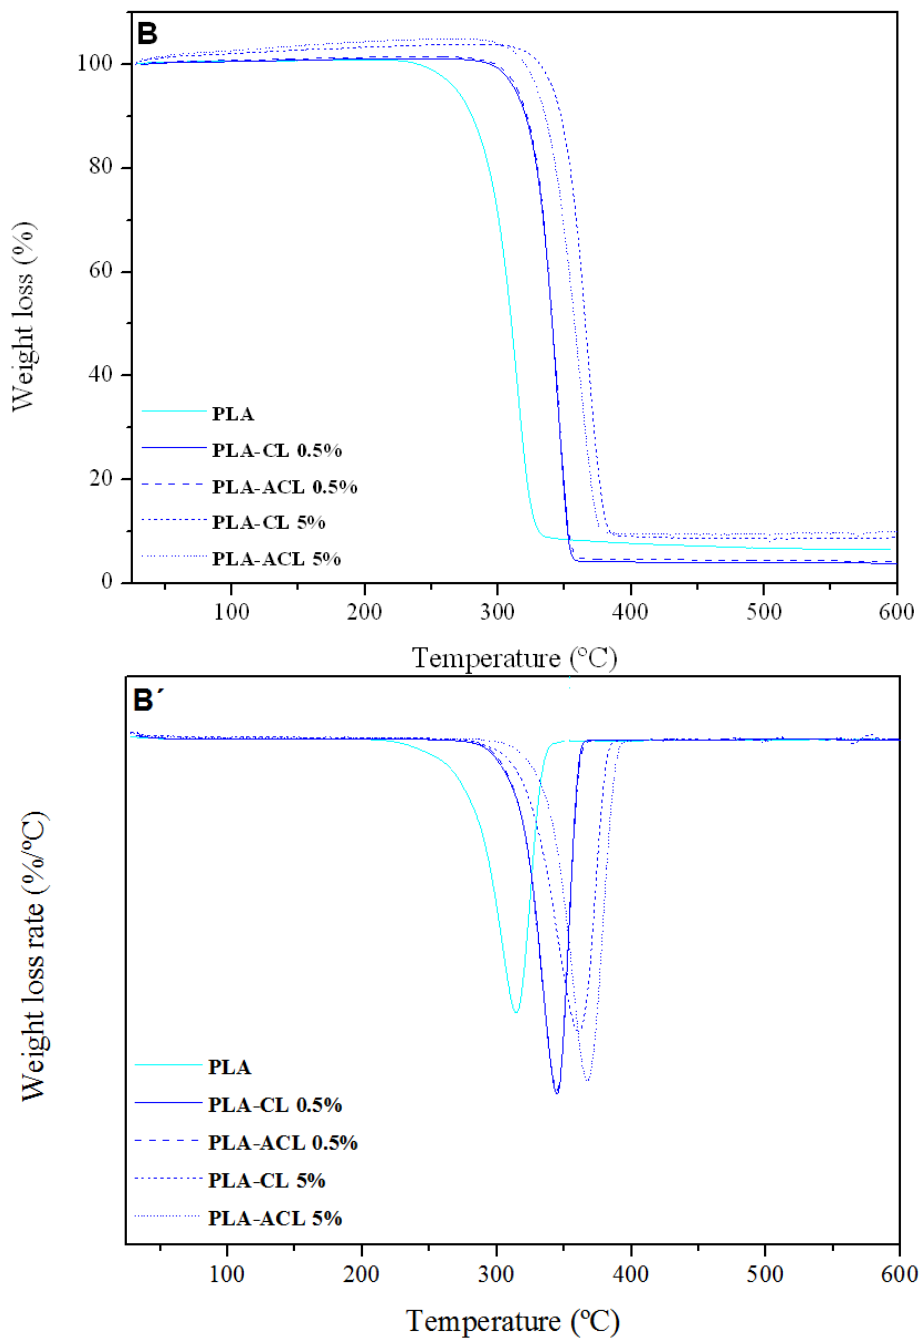 B
100
80
60
40
20
0
Weight loss (%)
PLA
PLA-CL 0.5%
PLA-ACL 0.5%
PLA-CL 5%
PLA-ACL 5%
100 200 300 400 500 600
Temperature (°C)
B´
Weight loss rate (%/ºC)
PLA
PLA-CL 0.5%
PLA-ACL 0.5%
PLA-CL 5%
PLA-ACL 5%
100 200 300 400 500 600
Temperature (ºC)